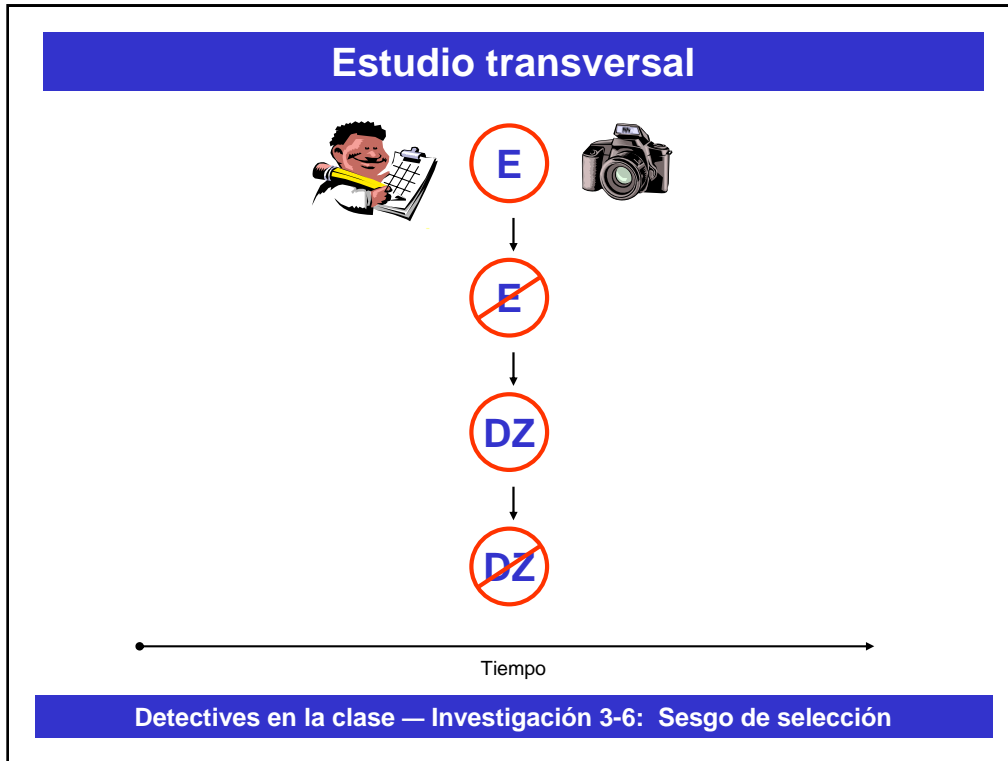 Estudio transversal
E
E
DZ
DZ
Tiempo
Detectives en la clase — Investigación 3-6: Sesgo de selección